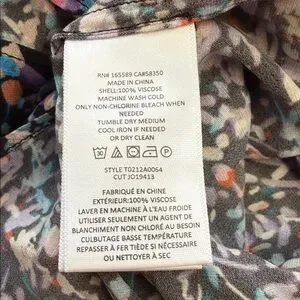 RN# 165589 CA#58350
MADE IN CHINA
SHELL:100% VISCOSE
MACHINE WASH COLD
ONLY NON-CHLORINE BLEACH WHEN
NEEDED
TUMBLE DRY MEDIUM
COOL IRON IF NEEDED
OR DRY CLEAN
30
STYLE T0212A0064
CUT JO19413
FABRIQUÉ EN CHINE
EXTÉRIEUR:100% VISCOSE
LAVER EN MACHINE À L'EAU FROIDE
UTILISER SEULEMENT UN AGENT DE
BLANCHIMENT NON CHLORÉ AU BESOIN
CULBUTAGE BASSE TEMPÉRATURE
REPASSER À FER TIÈDE SI NÉCESSAIRE
OU NETTOYER À SEC